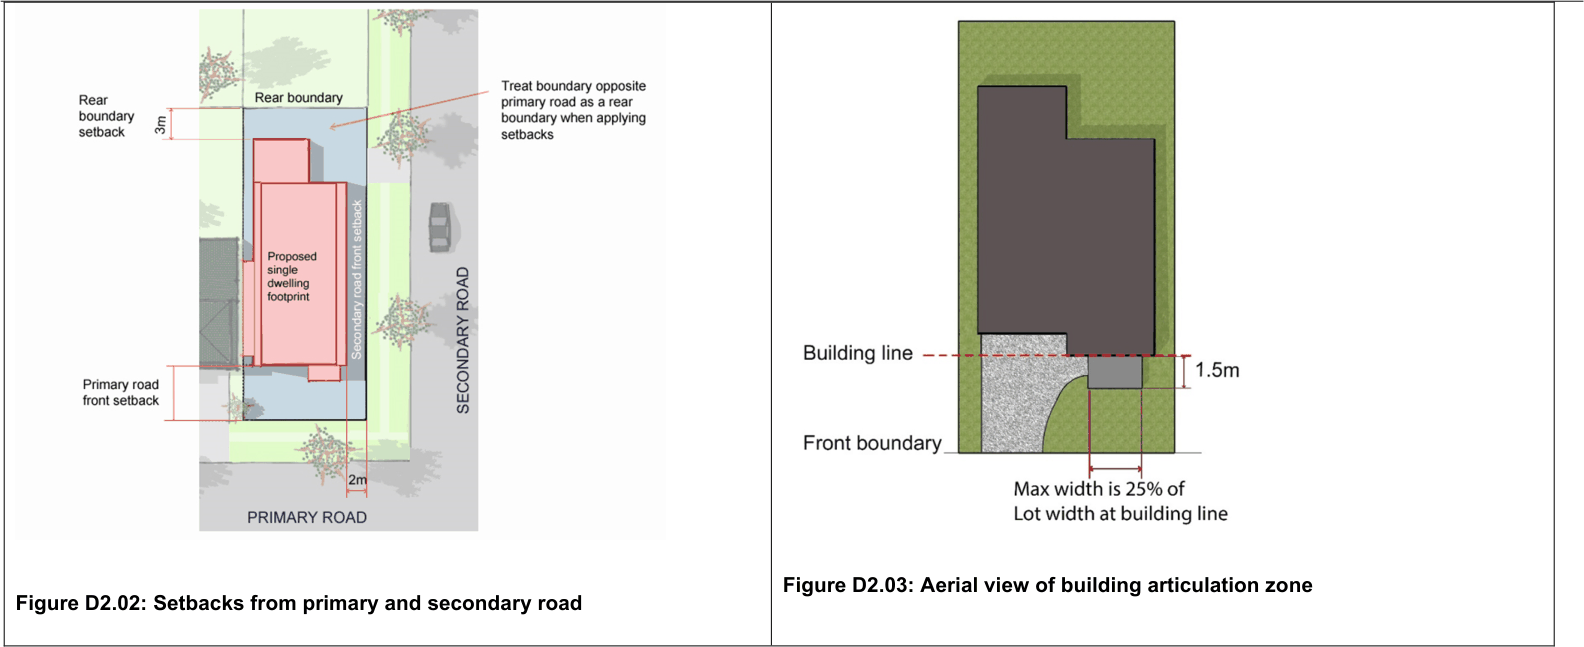 Rear
boundary
setback
3m
Rear boundary
Treat boundary opposite
primary road as a rear
boundary when applying
setbacks
Proposed
single
dwelling
footprint
Secondary road front setback
SECONDARY ROAD
Primary road
front setback
2m
PRIMARY ROAD
Figure D2.02: Setbacks from primary and secondary road
Building line
1.5m
Front boundary
Max width is 25% of
Lot width at building line
Figure D2.03: Aerial view of building articulation zone